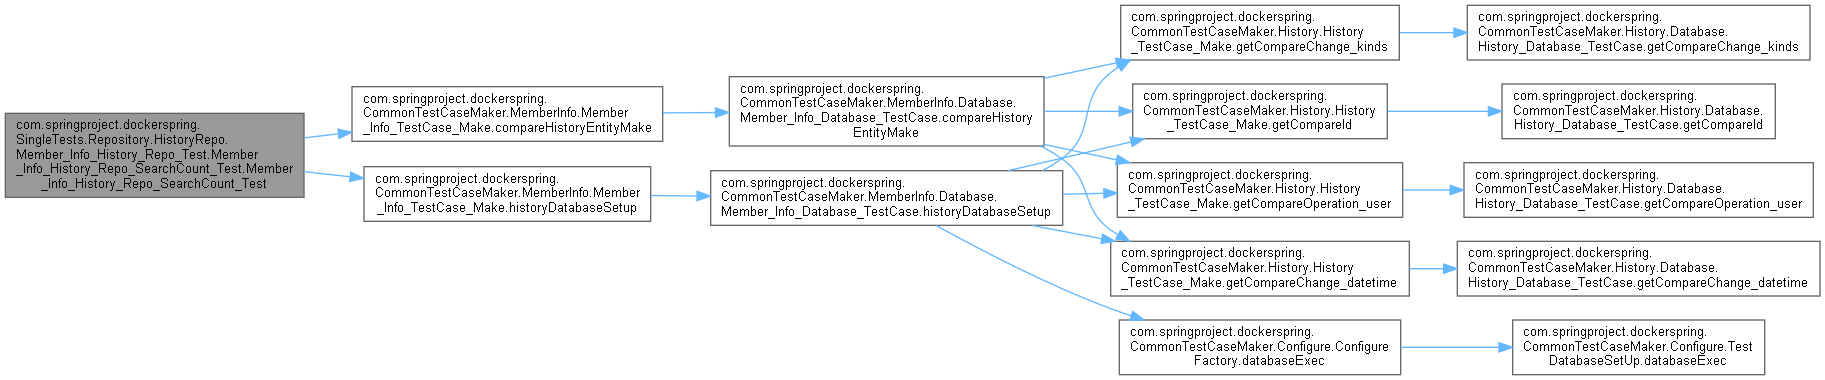 com.springproject.dockerspring.
SingleTests.Repository.HistoryRepo.
Member_Info_History_Repo_Test.Member
_Info_History_Repo_SearchCount_Test.Member
_Info_History_Repo_SearchCount_Test
com.springproject.dockerspring.
CommonTestCaseMaker.MemberInfo.Member
_Info_TestCase_Make.compareHistoryEntityMake
com.springproject.dockerspring.
CommonTestCaseMaker.MemberInfo.Member
_Info_TestCase_Make.historyDatabaseSetup
com.springproject.dockerspring.
CommonTestCaseMaker.MemberInfo.Database.
Member_Info_Database_TestCase.compareHistory
EntityMake
com.springproject.dockerspring.
CommonTestCaseMaker.MemberInfo.Database.
Member_Info_Database_TestCase.historyDatabaseSetup
com.springproject.dockerspring.
CommonTestCaseMaker.History.History
_TestCase_Make.getCompareChange_kinds
com.springproject.dockerspring.
CommonTestCaseMaker.History.History
_TestCase_Make.getCompareId
com.springproject.dockerspring.
CommonTestCaseMaker.History.History
_TestCase_Make.getCompareOperation_user
com.springproject.dockerspring.
CommonTestCaseMaker.History.History
_TestCase_Make.getCompareChange_datetime
com.springproject.dockerspring.
CommonTestCaseMaker.Configure.Configure
Factory.databaseExec
com.springproject.dockerspring.
CommonTestCaseMaker.History.Database.
History_Database_TestCase.getCompareChange_kinds
com.springproject.dockerspring.
CommonTestCaseMaker.History.Database.
History_Database_TestCase.getCompareId
com.springproject.dockerspring.
CommonTestCaseMaker.History.Database.
History_Database_TestCase.getCompareOperation_user
com.springproject.dockerspring.
CommonTestCaseMaker.History.Database.
History_Database_TestCase.getCompareChange_datetime
com.springproject.dockerspring.
CommonTestCaseMaker.Configure.Test
DatabaseSetUp.databaseExec